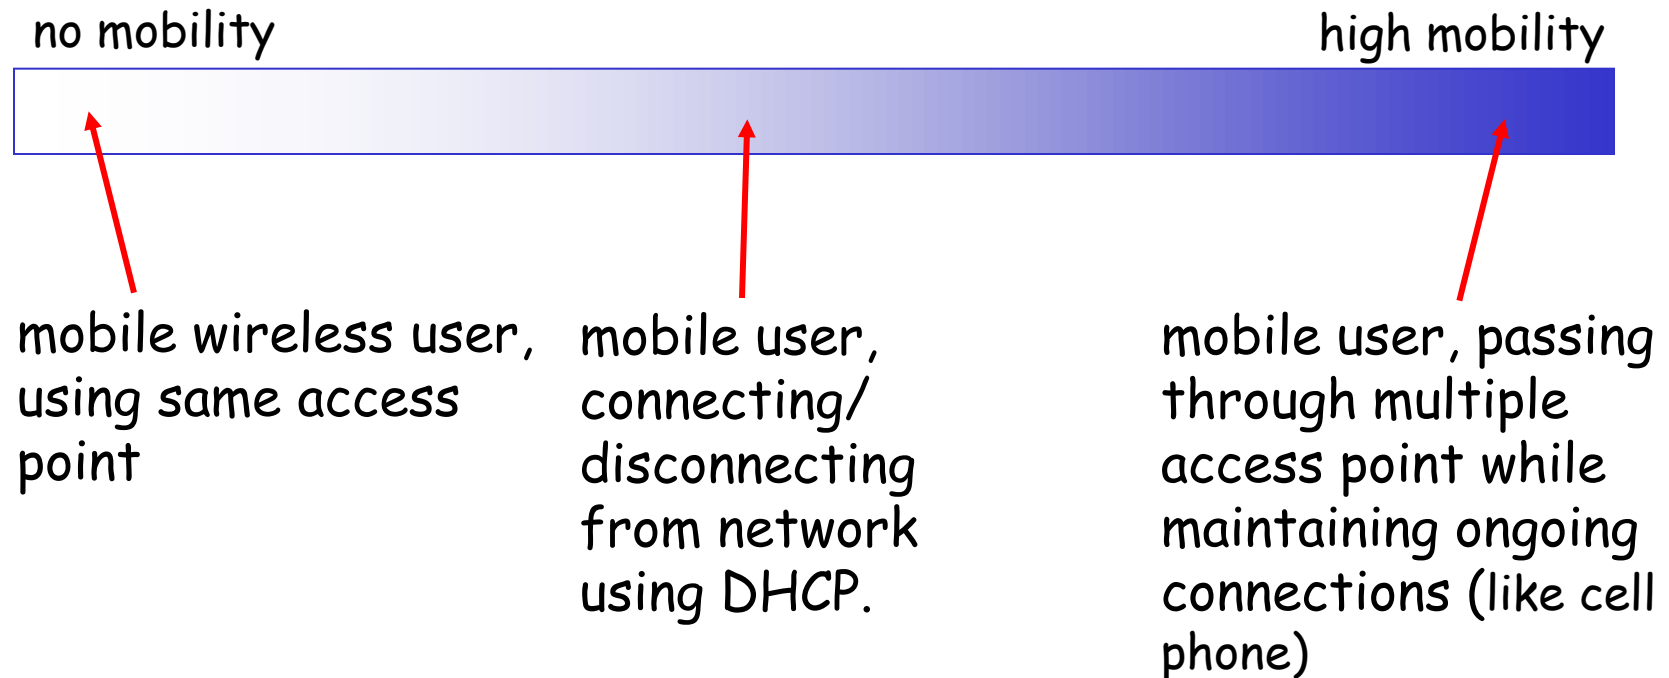 no mobility
high mobility
mobile wireless user,
using same access
point
mobile user,
connecting/
disconnecting
from network
using DHCP.
mobile user, passing
through multiple
access point while
maintaining ongoing
connections (like cell
phone)